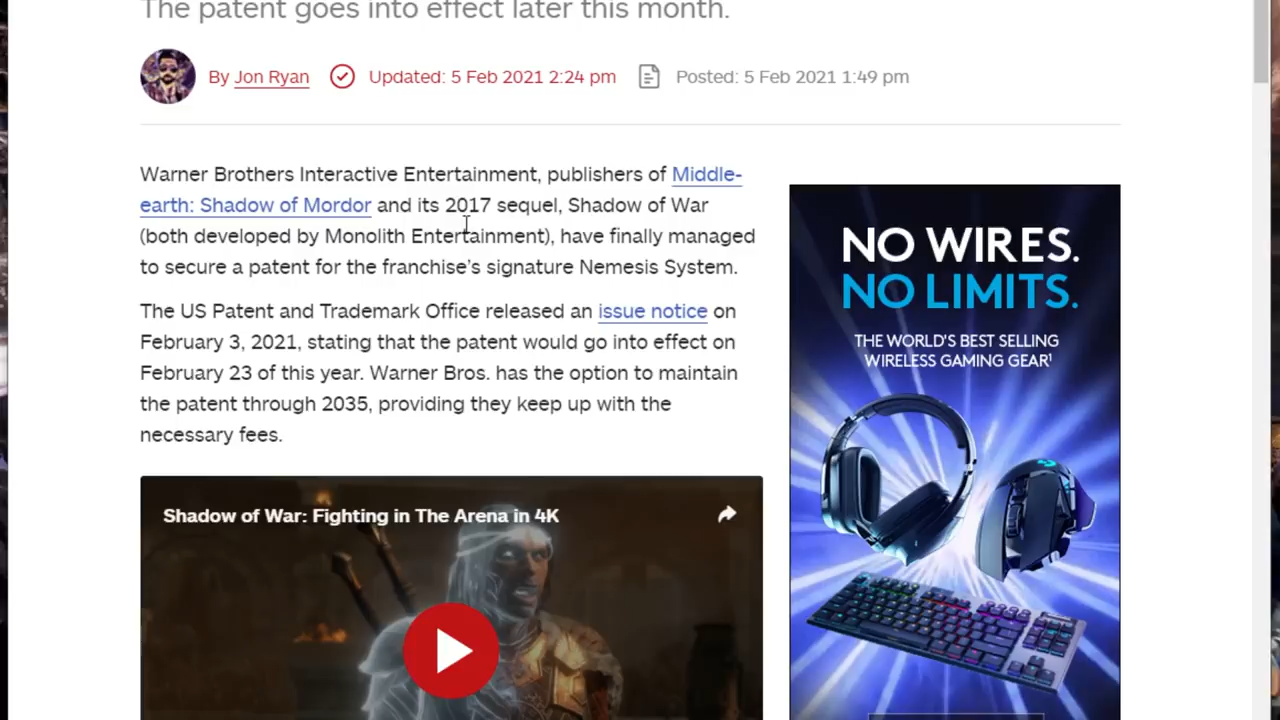 The patent goes into effect later this month.
By Jon Ryan Updated: 5 Feb 2021 2:24 pm Posted: 5 Feb 2021 1:49 pm
Warner Brothers Interactive Entertainment, publishers of Middle-
earth: Shadow of Mordor and its 2017 sequel, Shadow of War
(both developed by Monolith Entertainment), have finally managed
to secure a patent for the franchise's signature Nemesis System.
The US Patent and Trademark Office released an issue notice on
February 3, 2021, stating that the patent would go into effect on
February 23 of this year. Warner Bros. has the option to maintain
the patent through 2035, providing they keep up with the
necessary fees.
Shadow of War: Fighting in The Arena in 4K
NO WIRES.
NO LIMITS.
THE WORLD'S BEST SELLING
WIRELESS GAMING GEAR¹